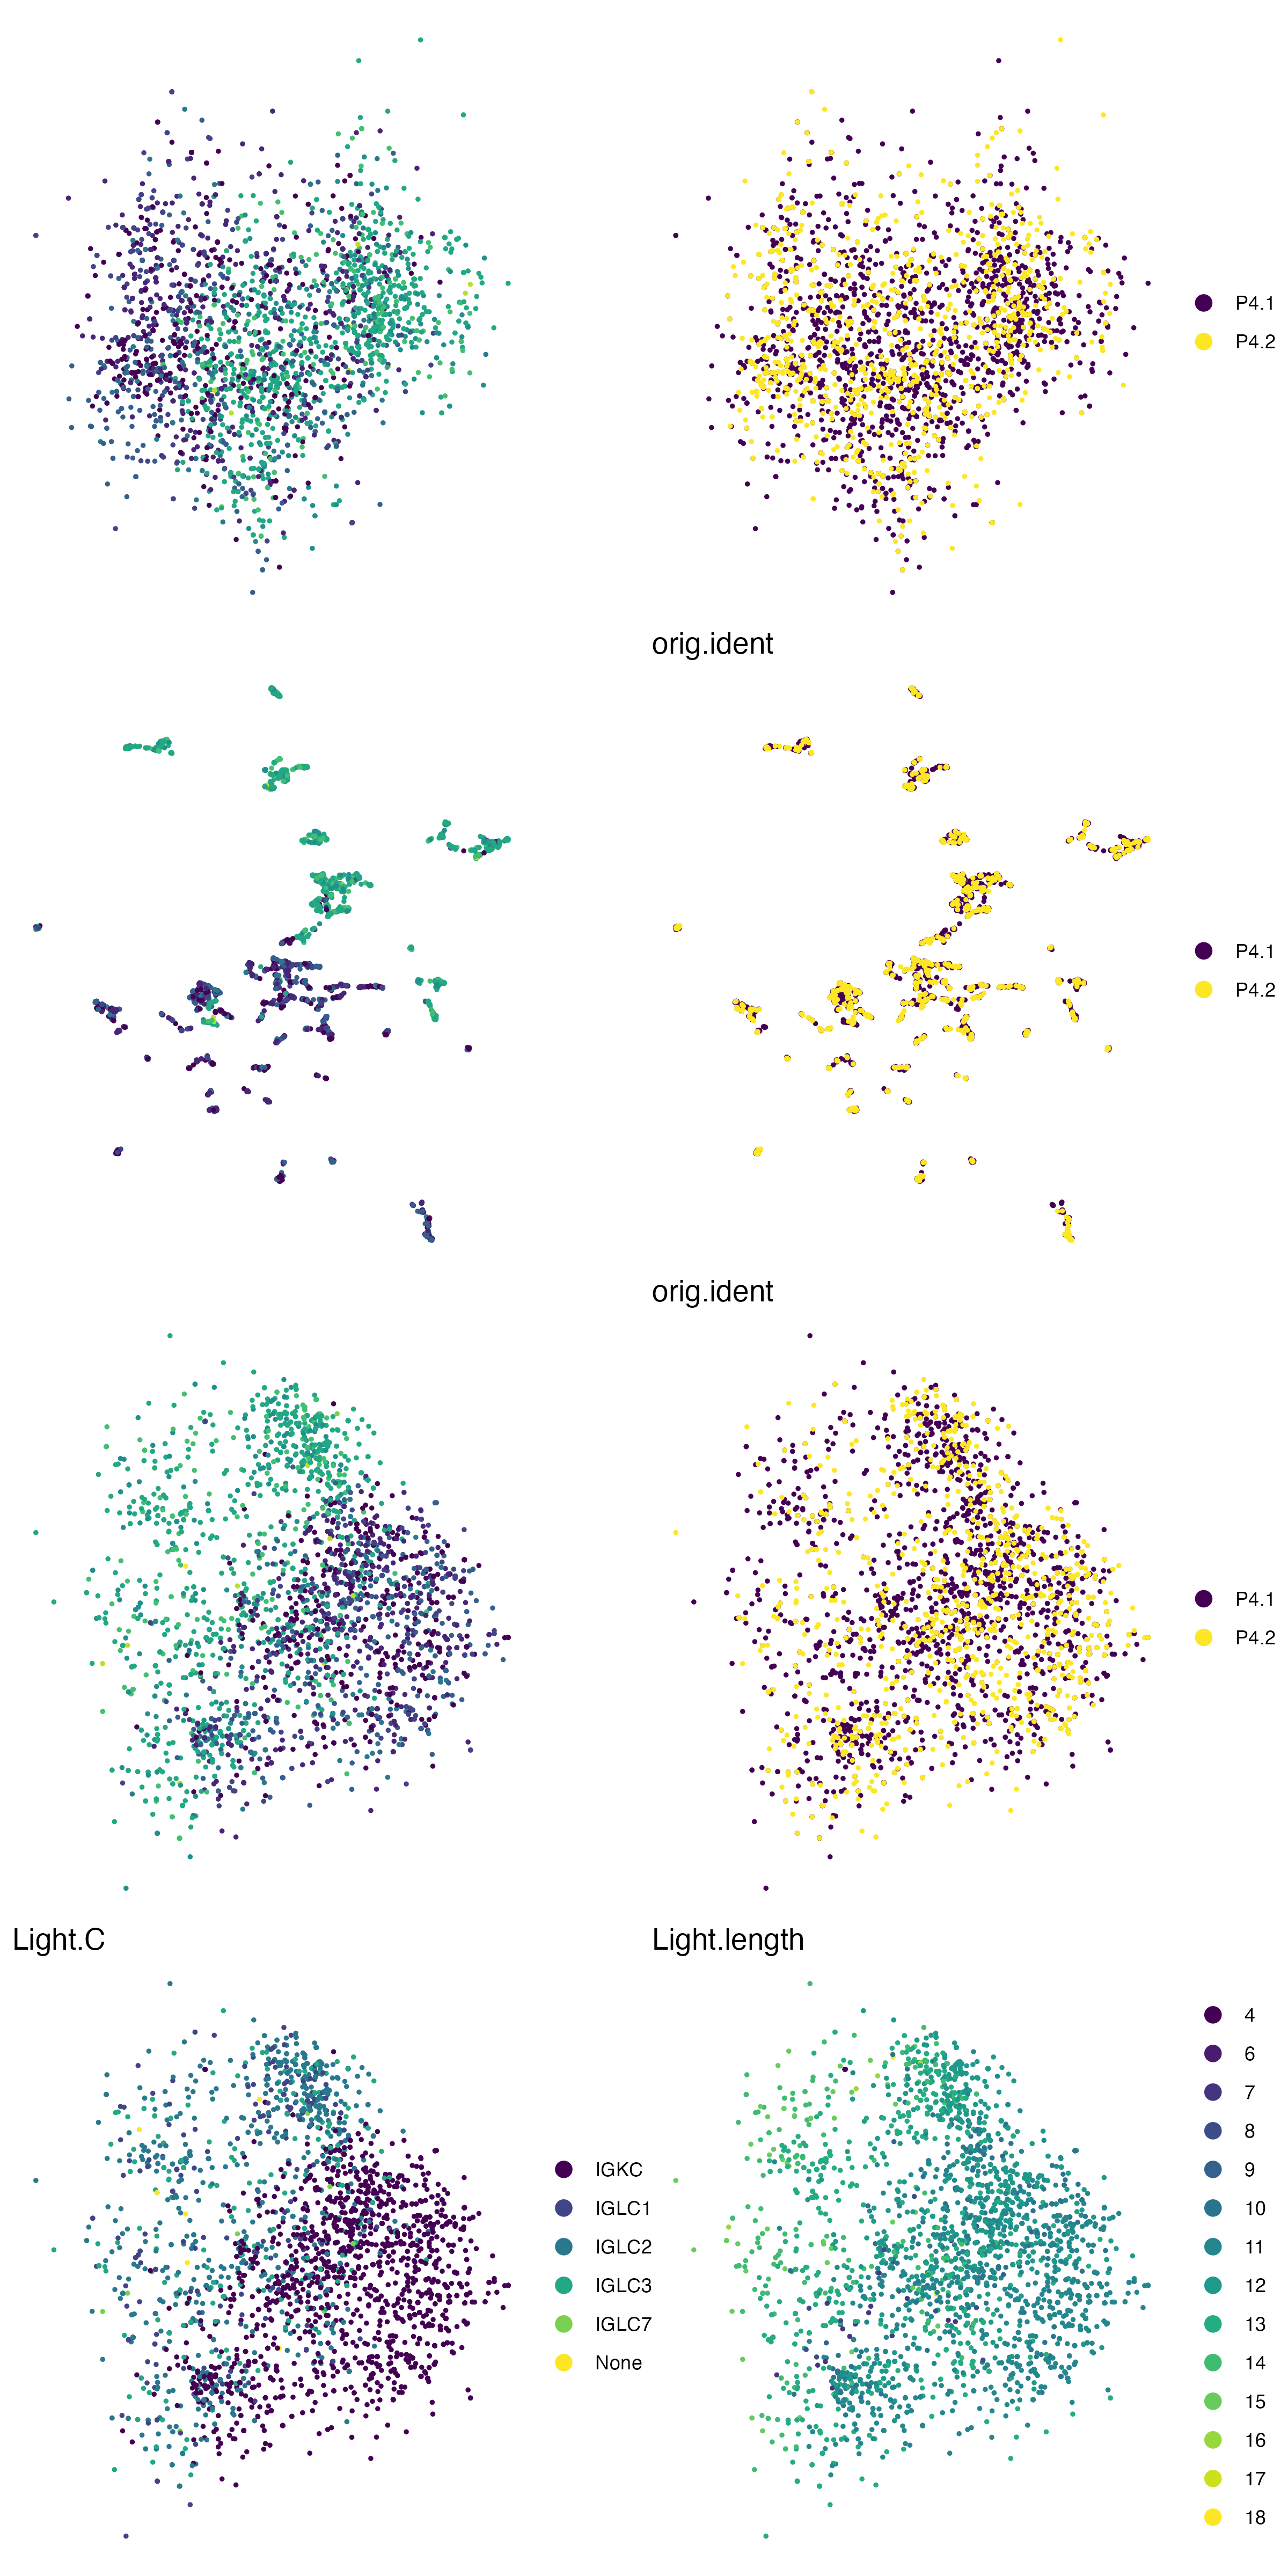 P4.1
P4.2
orig.ident
P4.1
P4.2
orig.ident
P4.1
P4.2
Light.C
Light.length
IGKC
IGLC1
IGLC2
IGLC3
IGLC7
None
4
6
7
8
9
10
11
12
13
14
15
16
17
18